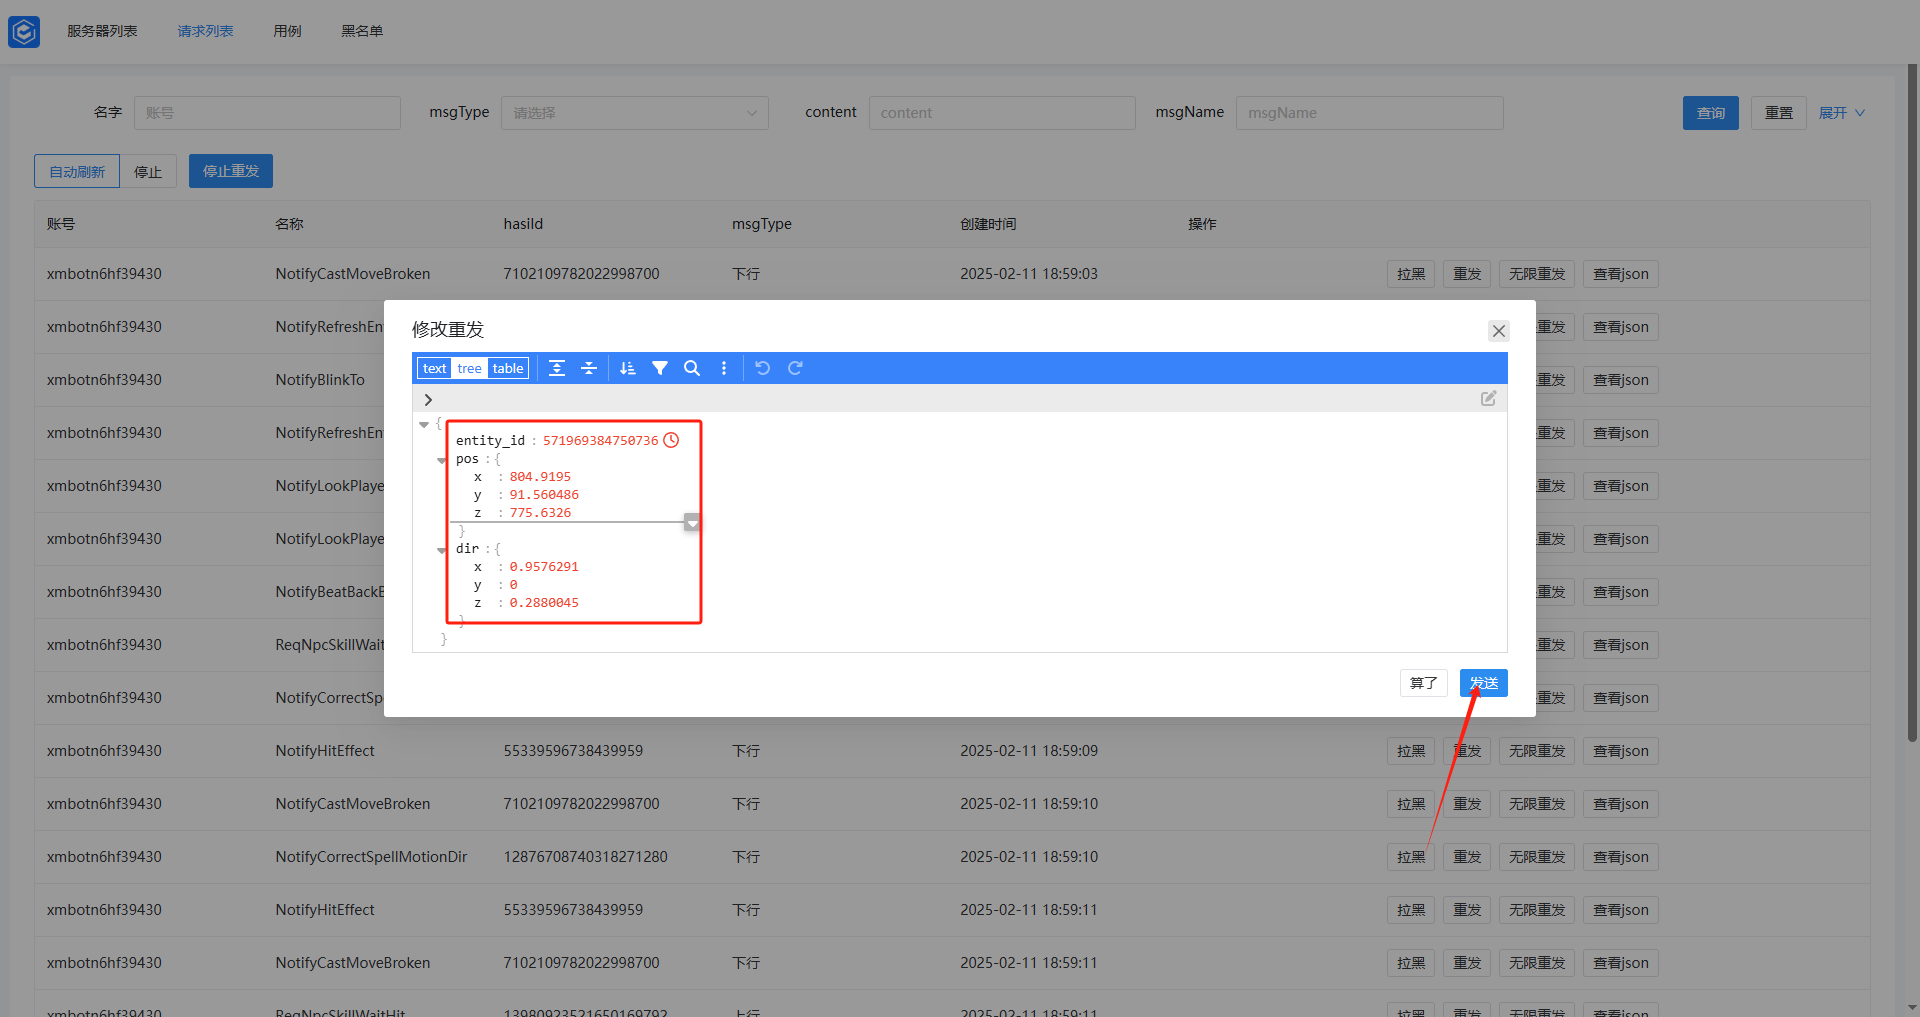 服务器列表 请求列表 用例 黑名单
名字 账号 msgType 请选择 content content msgName msgName 查询 重置 展开
自动刷新 停止 停止重发
账号 名称 hasiId msgType 创建时间 操作
xmbotn6hf39430 NotifyCastMoveBroken 7102109782022998700 下行 2025-02-11 18:59:03 拉黑 重发 无限重发 查看json
xmbotn6hf39430 NotifyRefreshEn 重发 查看json
xmbotn6hf39430 NotifyBlinkTo 重发 查看json
xmbotn6hf39430 NotifyRefreshEn 重发 查看json
xmbotn6hf39430 NotifyLookPlaye 重发 查看json
xmbotn6hf39430 NotifyLookPlaye 重发 查看json
xmbotn6hf39430 NotifyBeatBackE 重发 查看json
xmbotn6hf39430 ReqNpcSkillWait 重发 查看json
xmbotn6hf39430 NotifyCorrectSpe 重发 查看json
修改重发
text tree table
{
entity_id : 571969384750736
pos : {
x : 804.9195
y : 91.560486
z : 775.6326
}
dir : {
x : 0.9576291
y : 0
z : 0.2880045
}
}
算了 发送
xmbotn6hf39430 NotifyHitEffect 55339596738439959 下行 2025-02-11 18:59:09 拉黑 重发 无限重发 查看json
xmbotn6hf39430 NotifyCastMoveBroken 7102109782022998700 下行 2025-02-11 18:59:10 拉黑 重发 无限重发 查看json
xmbotn6hf39430 NotifyCorrectSpellMotionDir 12876708740318271280 下行 2025-02-11 18:59:10 拉黑 重发 无限重发 查看json
xmbotn6hf39430 NotifyHitEffect 55339596738439959 下行 2025-02-11 18:59:11 拉黑 重发 无限重发 查看json
xmbotn6hf39430 NotifyCastMoveBroken 7102109782022998700 下行 2025-02-11 18:59:11 拉黑 重发 无限重发 查看json
xmbotn6hf39430 ReqNpcSkillWaitHit 13980923521650169792 上行 2025-02-11 18:59:11 拉黑 重发 无限重发 查看json